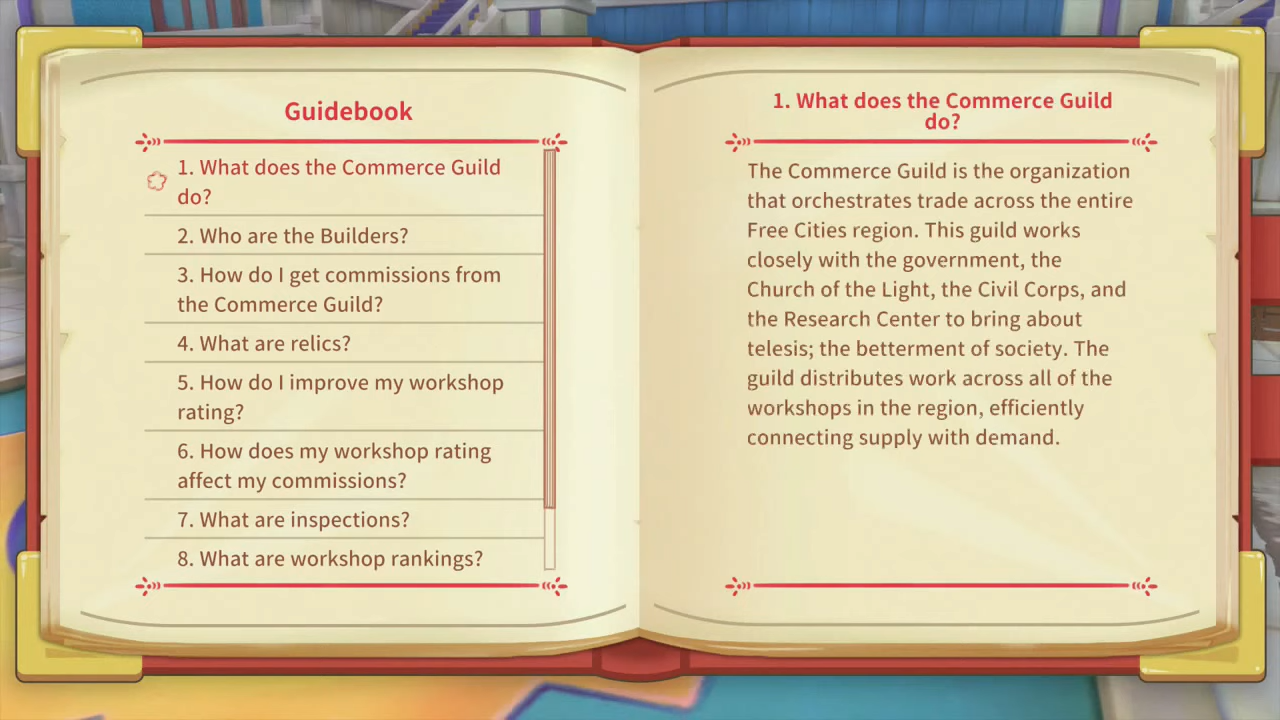 Guidebook
1. What does the Commerce Guild
do?
2. Who are the Builders?
3. How do I get commissions from
the Commerce Guild?
4. What are relics?
5. How do I improve my workshop
rating?
6. How does my workshop rating
affect my commissions?
7. What are inspections?
8. What are workshop rankings?
1. What does the Commerce Guild
do?
The Commerce Guild is the organization
that orchestrates trade across the entire
Free Cities region. This guild works
closely with the government, the
Church of the Light, the Civil Corps, and
the Research Center to bring about
telesis; the betterment of society. The
guild distributes work across all of the
workshops in the region, efficiently
connecting supply with demand.